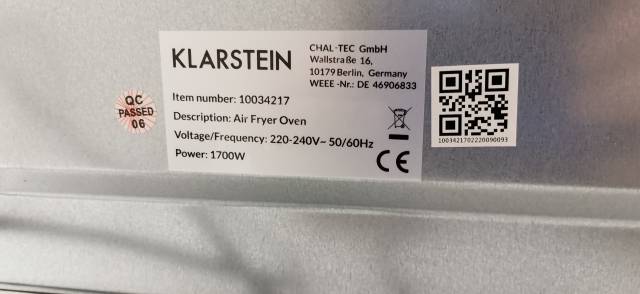 KLARSTEIN
CHAL-TEC GmbH
Wallstraße 16,
10179 Berlin, Germany
WEEE -Nr.: DE 46906833
Item number: 10034217
Description: Air Fryer Oven
Voltage/Frequency: 220-240V~ 50/60Hz
Power: 1700W
CE
QC
PASSED
06
1003421702220090093